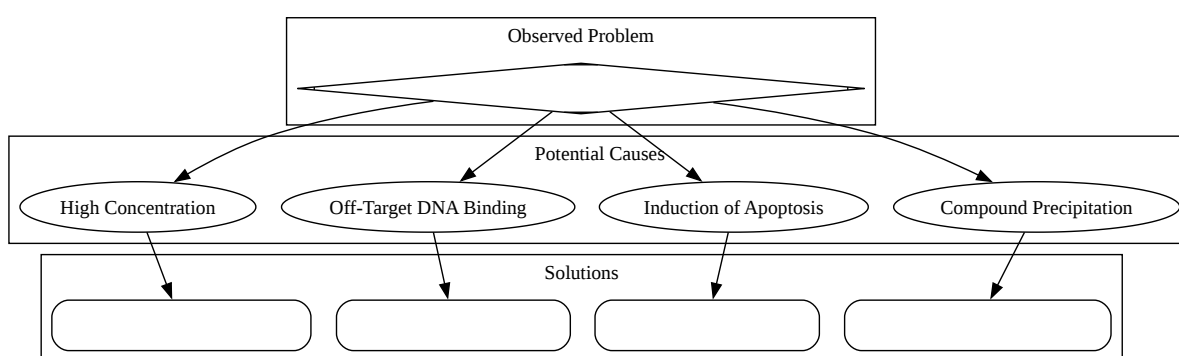 Observed Problem
Potential Causes
High Concentration
Off-Target DNA Binding
Induction of Apoptosis
Compound Precipitation
Solutions